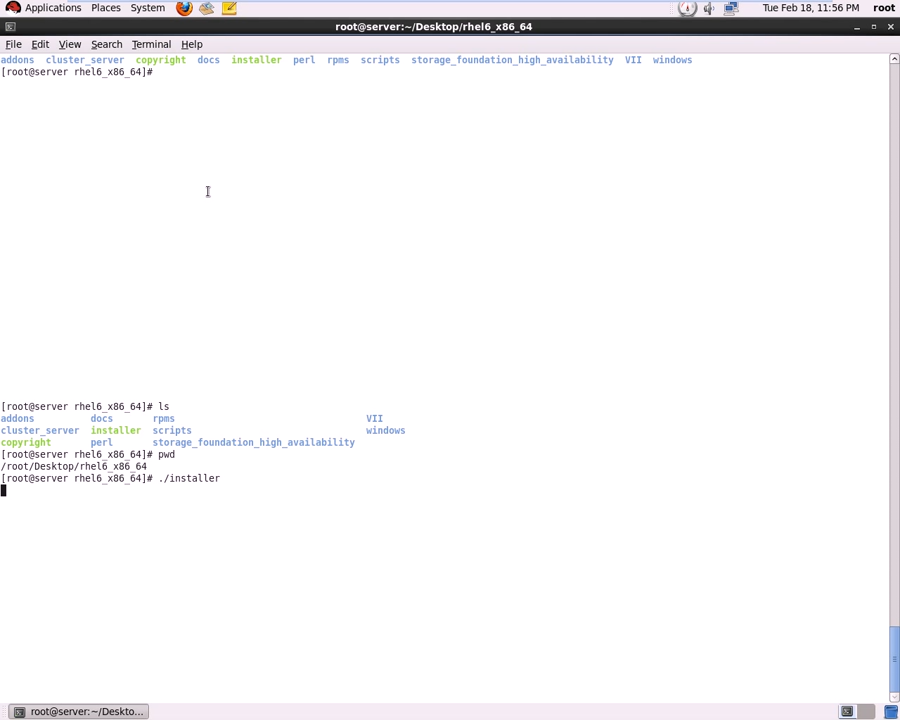 Applications Places System Tue Feb 18, 11:56 PM root
root@server:~/Desktop/rhel6_x86_64
File Edit View Search Terminal Help
addons cluster_server copyright docs installer perl rpms scripts storage_foundation_high_availability VII windows
[root@server rhel6_x86_64]#
[root@server rhel6_x86_64]# ls
addons docs rpms VII
cluster_server installer scripts windows
copyright perl storage_foundation_high_availability
[root@server rhel6_x86_64]# pwd
/root/Desktop/rhel6_x86_64
[root@server rhel6_x86_64]# ./installer
root@server:~/Deskto...